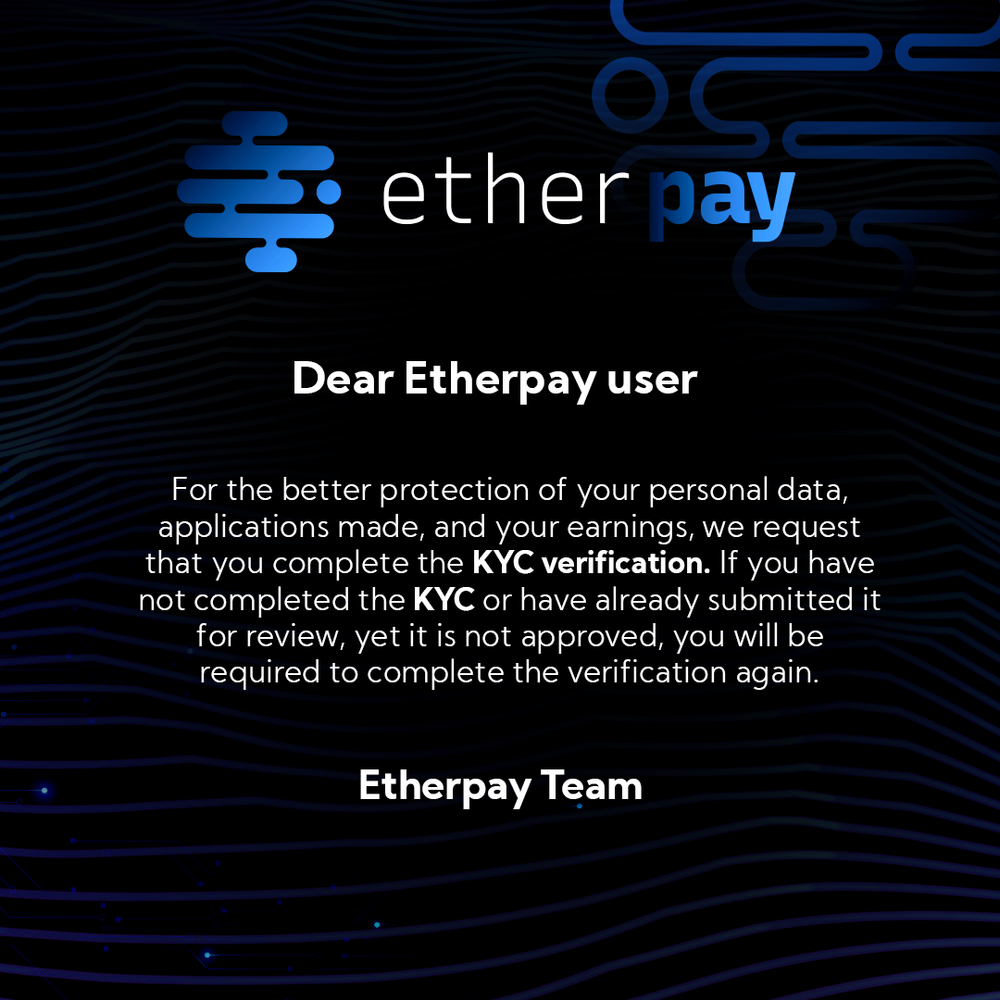 ether pay
Dear Etherpay user
For the better protection of your personal data,
applications made, and your earnings, we request
that you complete the KYC verification. If you have
not completed the KYC or have already submitted it
for review, yet it is not approved, you will be
required to complete the verification again.
Etherpay Team